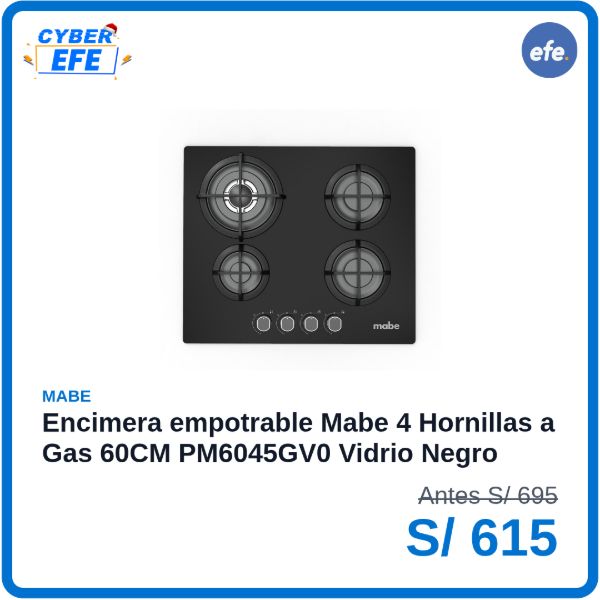 CYBER
EFE
efe.
mabe
MABE
Encimera empotrable Mabe 4 Hornillas a
Gas 60CM PM6045GV0 Vidrio Negro
Antes S/ 695
S/ 615